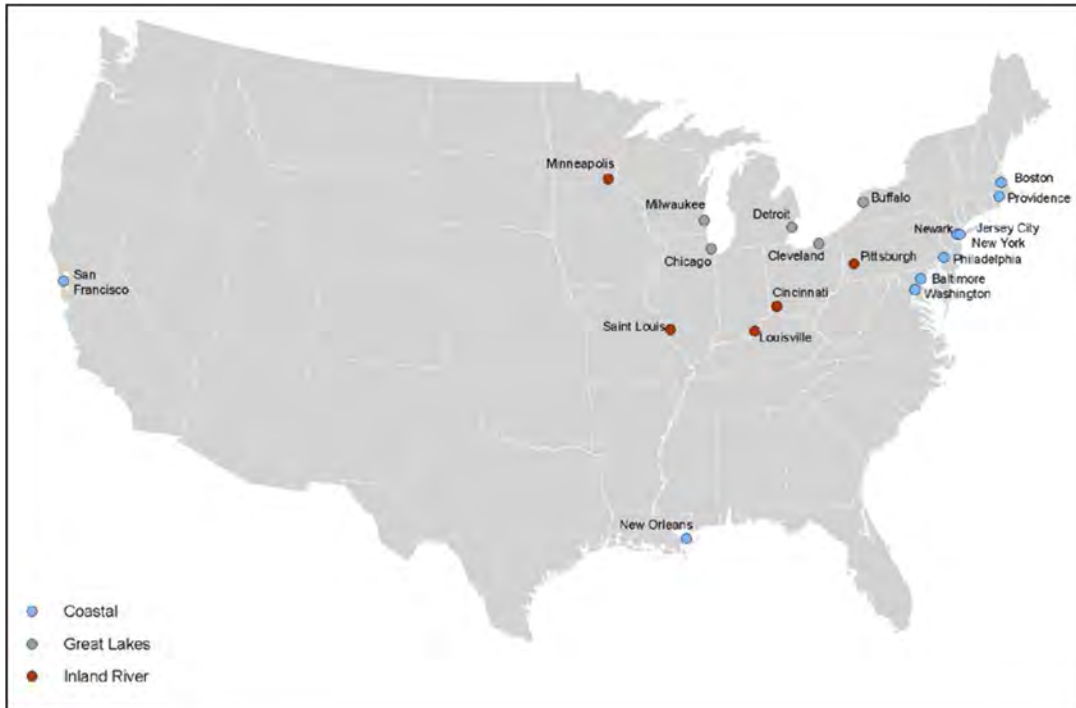 Minneapolis
Milwaukee
Chicago
Detroit
Cleveland
Buffalo
Boston
Providence
Newark
Jersey City
New York
Philadelphia
Pittsburgh
Baltimore
Washington
Cincinnati
Saint Louis
Louisville
San
Francisco
New Orleans
Coastal
Great Lakes
Inland River